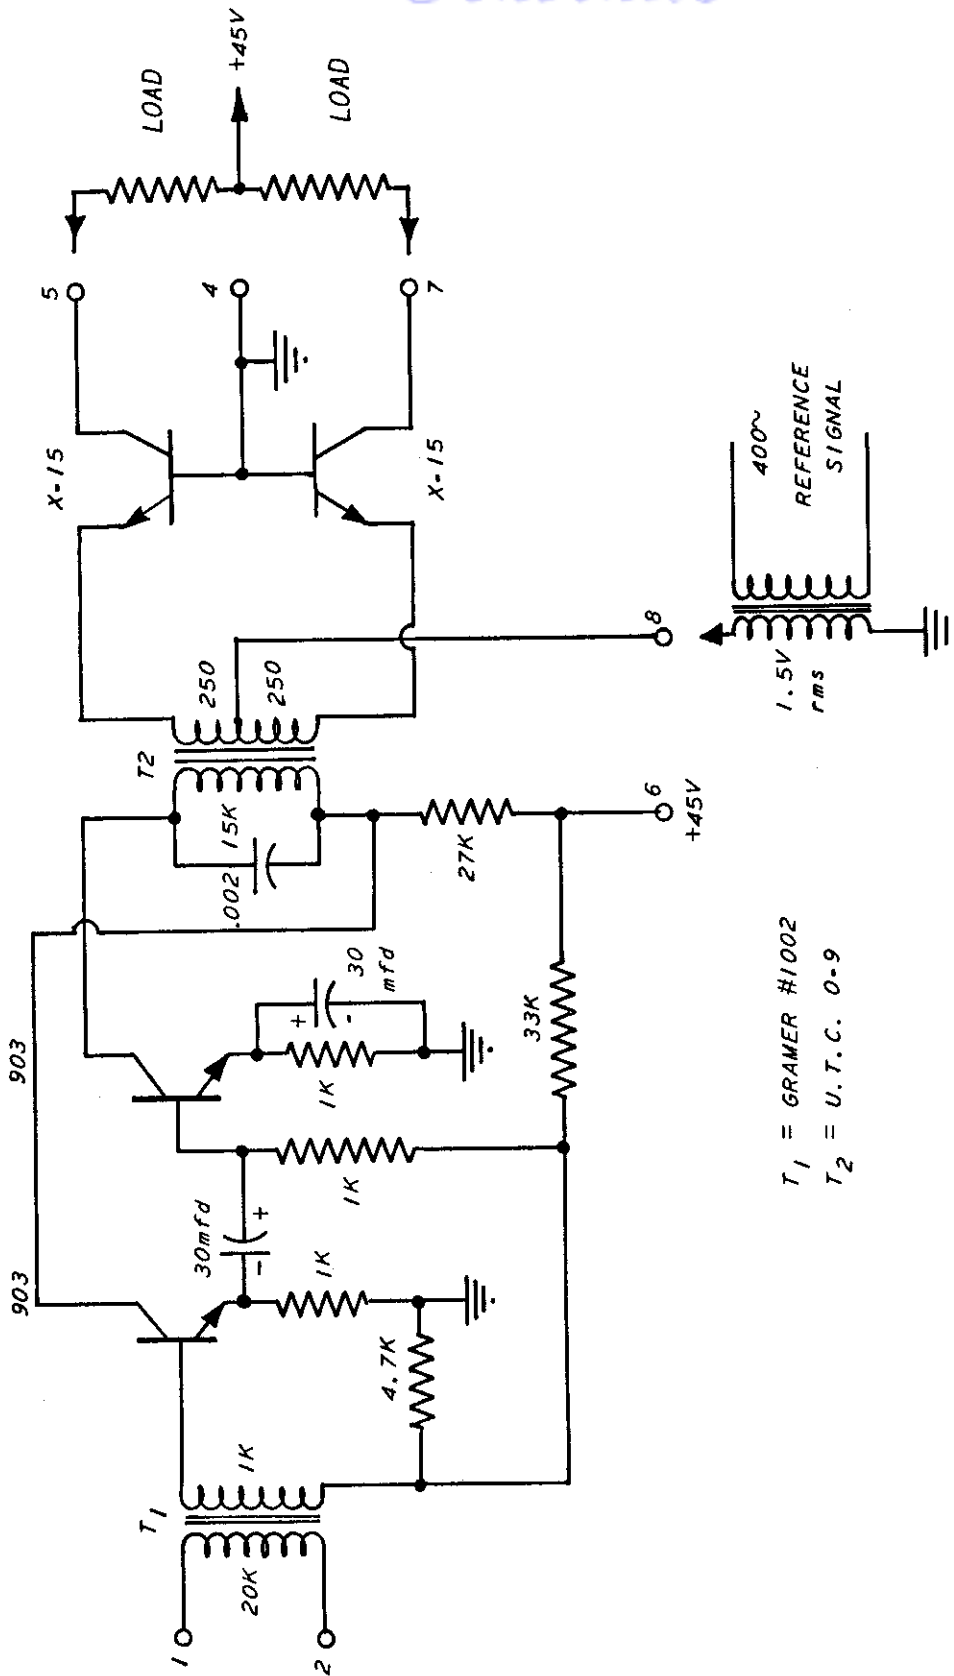 1
2
20K
T1
1K
903
4.7K
1K
30mfd
-
+
1K
903
1K
+
-
30
mfd
33K
.002
15K
T2
250
250
27K
6
+45V
8
1.5V
rms
400~
REFERENCE
SIGNAL
X-15
X-15
5
4
7
LOAD
LOAD
+45V
T1 = GRAMER #1002
T2 = U.T.C. O-9